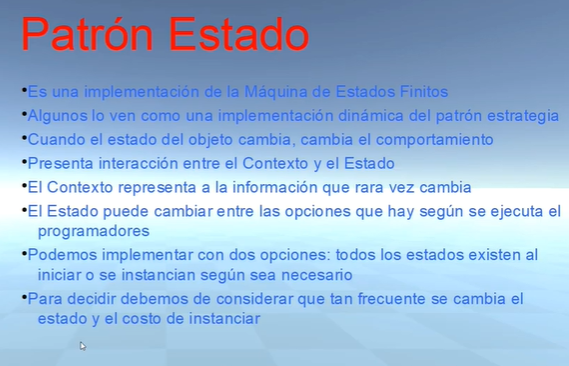 Patrón Estado
•Es una implementación de la Máquina de Estados Finitos
•Algunos lo ven como una implementación dinámica del patrón estrategia
•Cuando el estado del objeto cambia, cambia el comportamiento
•Presenta interacción entre el Contexto y el Estado
•El Contexto representa a la información que rara vez cambia
•El Estado puede cambiar entre las opciones que hay según se ejecuta el
programadores
•Podemos implementar con dos opciones: todos los estados existen al
iniciar o se instancian según sea necesario
•Para decidir debemos de considerar que tan frecuente se cambia el
estado y el costo de instanciar